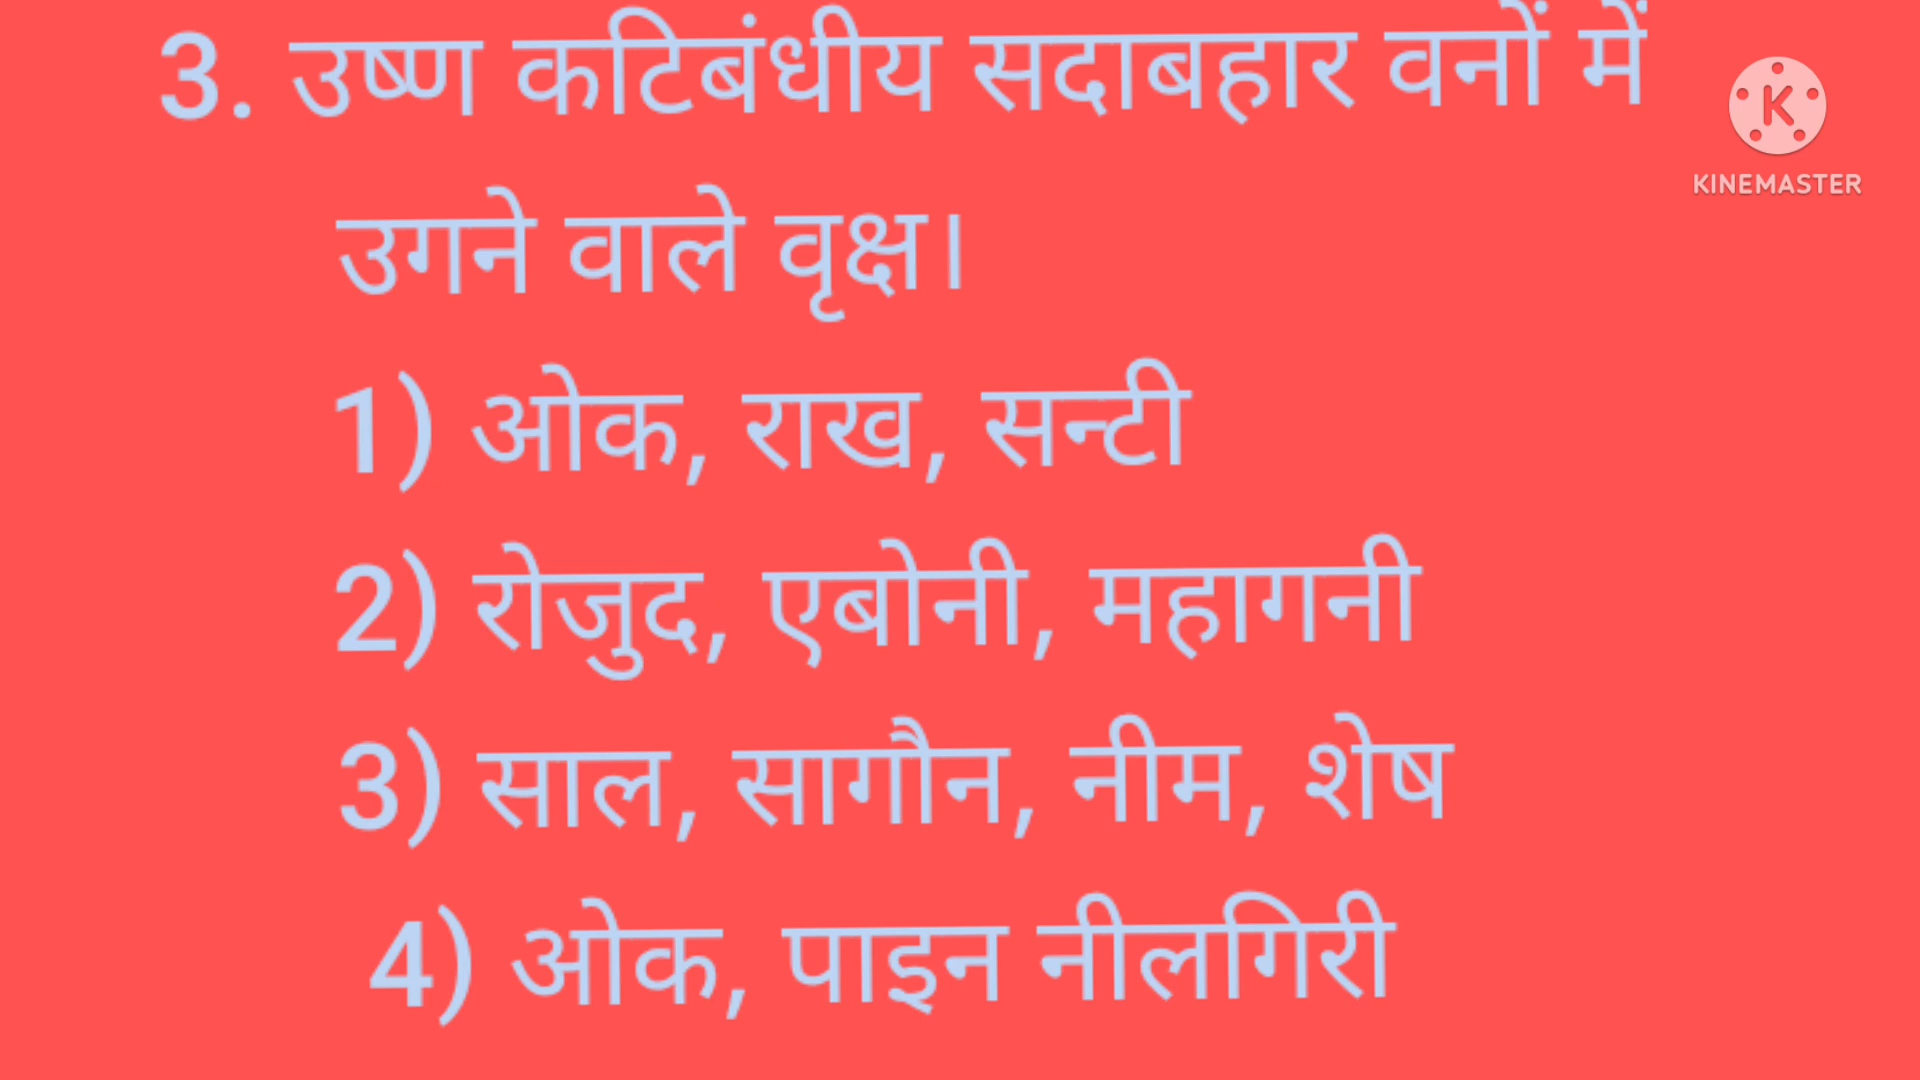 3. उष्ण कटिबंधीय सदाबहार वनों में
KINEMASTER
उगने वाले वृक्ष।
1) ओक, राख, सन्टी
2) रोजुद, एबोनी, महागनी
3) साल, सागौन, नीम, शेष
4) ओक, पाइन नीलगिरी